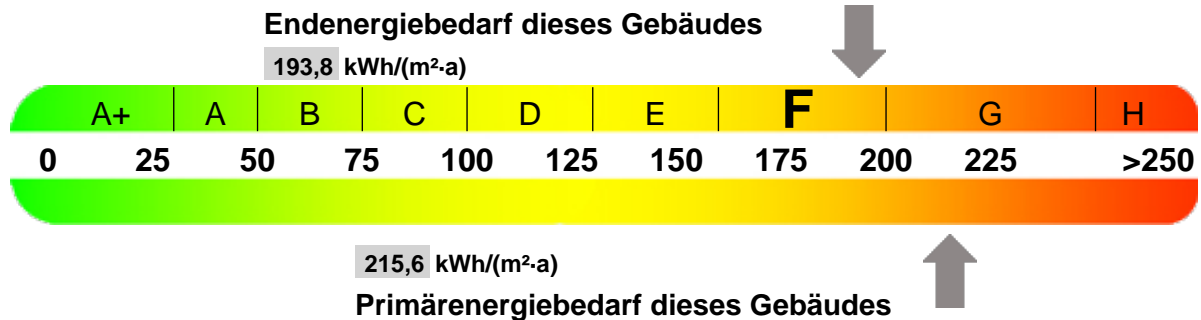 Endenergiebedarf dieses Gebäudes
193,8 kWh/(m²·a)
A+ A B C D E F G H
0 25 50 75 100 125 150 175 200 225 >250
215,6 kWh/(m²·a)
Primärenergiebedarf dieses Gebäudes